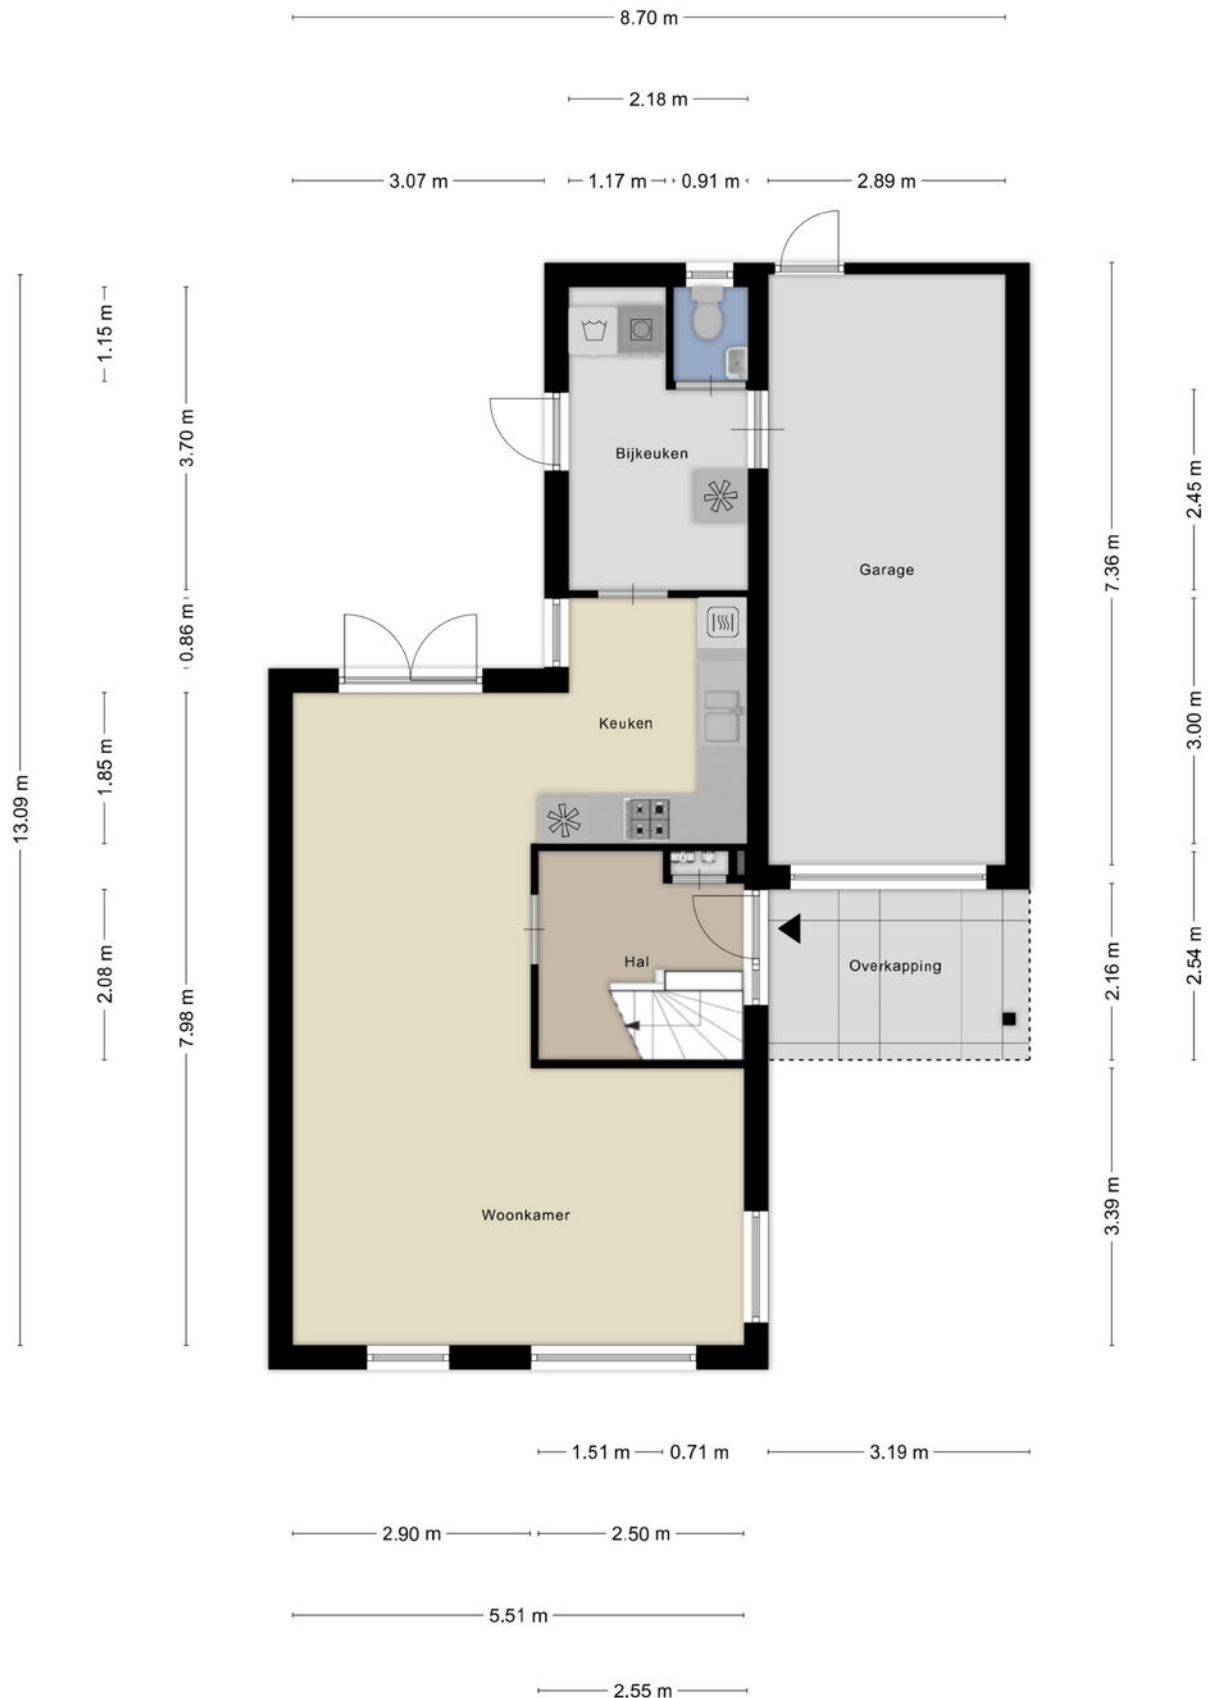 8.70 m
2.18 m
3.07 m
1.17 m
0.91 m
2.89 m
1.15 m
3.70 m
Bijkeuken
2.45 m
7.36 m
Garage
0.86 m
Keuken
3.00 m
1.85 m
13.09 m
Hal
Overkapping
2.16 m
2.54 m
2.08 m
7.98 m
3.39 m
Woonkamer
1.51 m
0.71 m
3.19 m
2.90 m
2.50 m
5.51 m
2.55 m